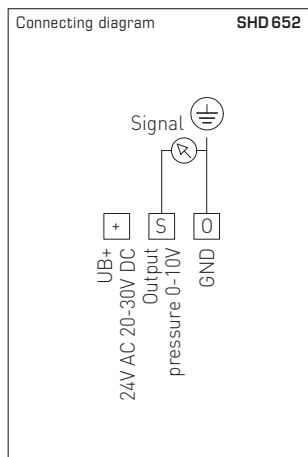 Connecting diagram SHD 652
Signal
+ S 0
UB+
24V AC 20-30V DC
Output
pressure 0-10V
GND